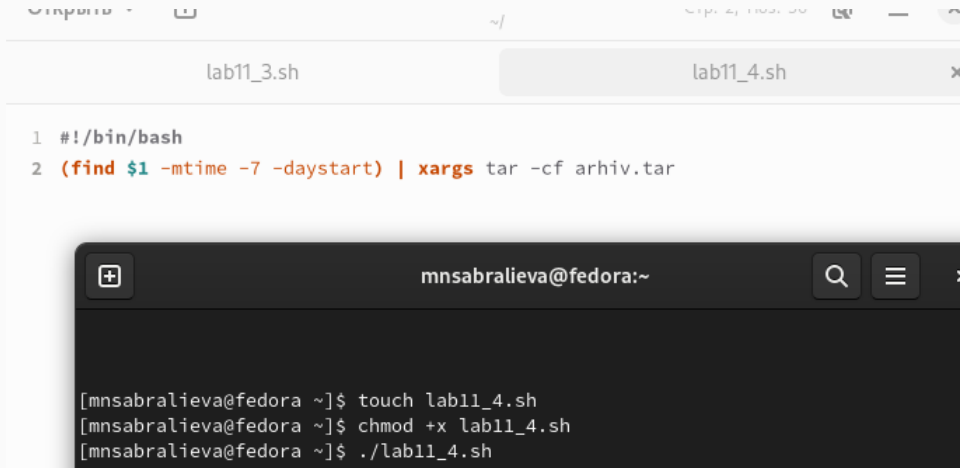 ~/
lab11_3.sh
lab11_4.sh
1 #!/bin/bash
2 (find $1 -mtime -7 -daystart) | xargs tar -cf arhiv.tar
mnsabralieva@fedora:~
[mnsabralieva@fedora ~]$ touch lab11_4.sh
[mnsabralieva@fedora ~]$ chmod +x lab11_4.sh
[mnsabralieva@fedora ~]$ ./lab11_4.sh